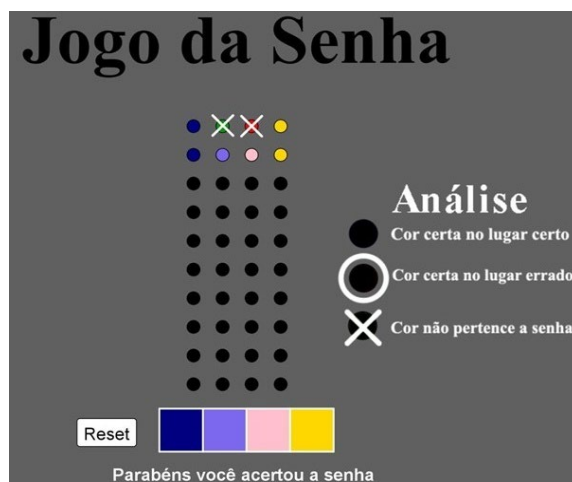 Jogo da Senha
Análise
Cor certa no lugar certo
Cor certa no lugar errado
Cor não pertence a senha
Reset
Parabéns você acertou a senha